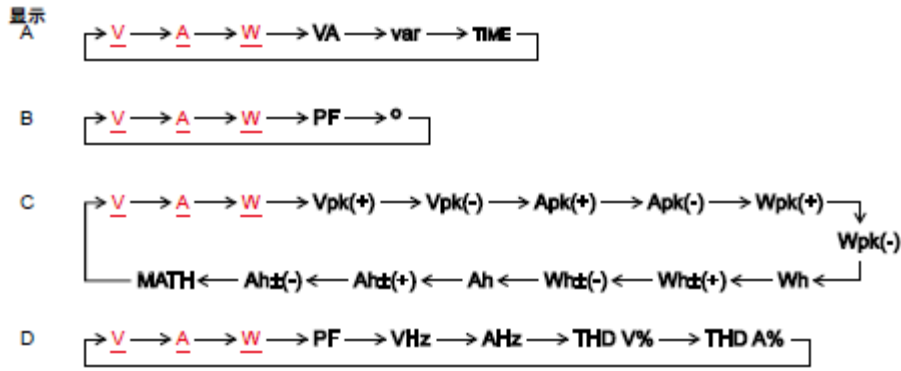 显示
A V A W VA var TIME
B V A W PF °
C V A W Vpk(+) Vpk(-) Apk(+) Apk(-) Wpk(+)
Wpk(-)
MATH Ah±(-) Ah±(+) Ah Wh±(-) Wh±(+) Wh
D V A W PF VHz AHz THD V% THD A%